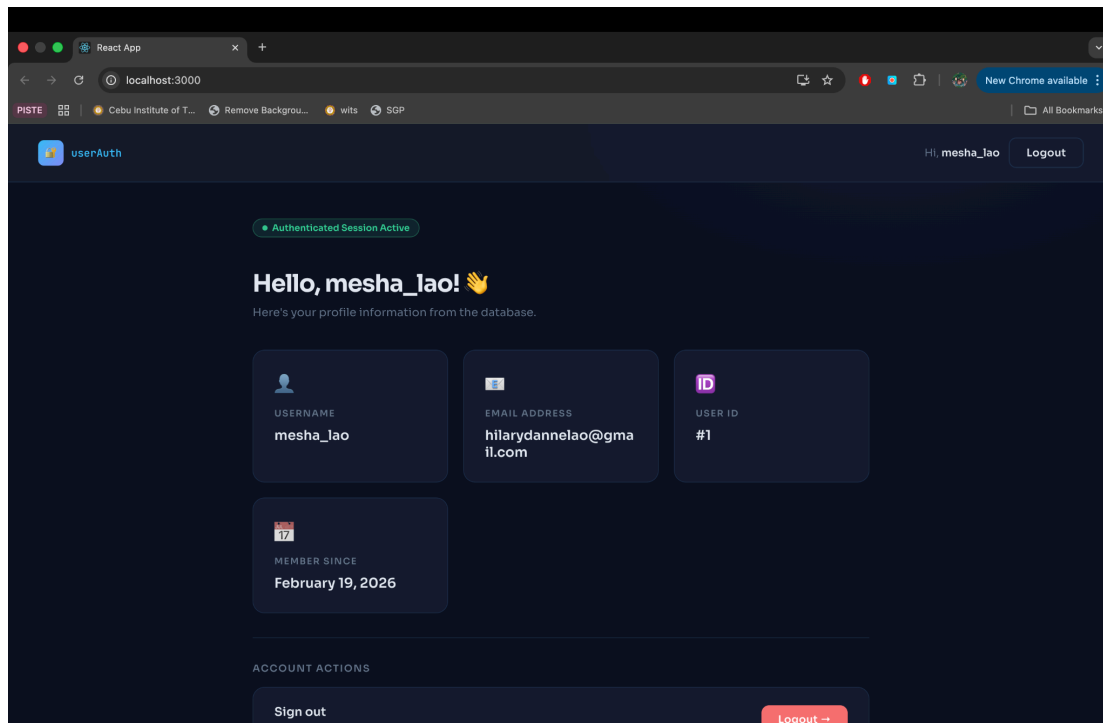 React App
localhost:3000
New Chrome available
PISTE
Cebu Institute of T...
Remove Backgrou...
wits
SGP
All Bookmarks
userAuth
Hi, mesha_lao
Logout
Authenticated Session Active
Hello, mesha_lao! 👋
Here's your profile information from the database.
USERNAME
mesha_lao
EMAIL ADDRESS
hilarydannelao@gma
il.com
ID
USER ID
#1
17
MEMBER SINCE
February 19, 2026
ACCOUNT ACTIONS
Sign out
Logout →